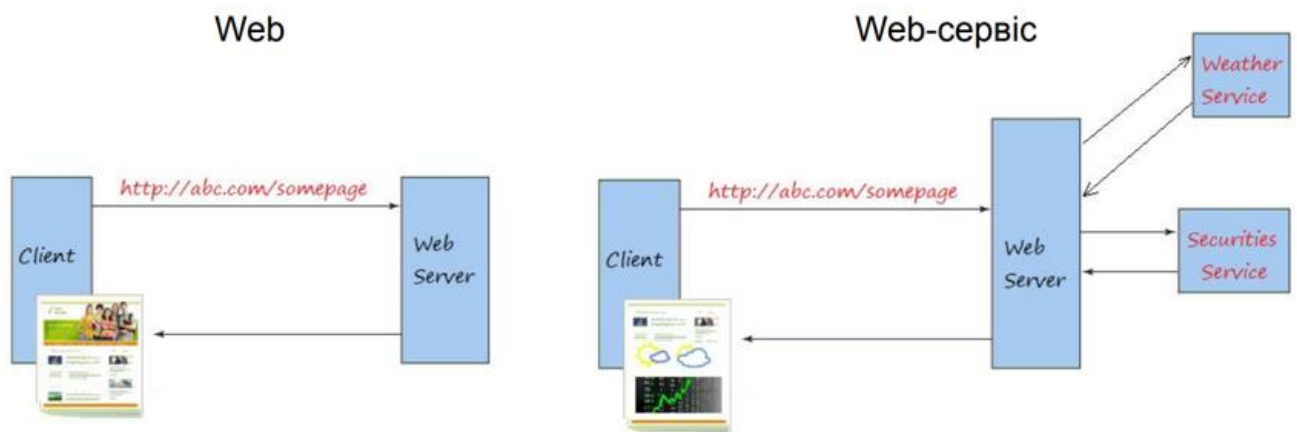 Web
http://abc.com/somepage
Client
Web
Server
Web-сервіс
http://abc.com/somepage
Client
Web
Server
Weather
Service
Securities
Service